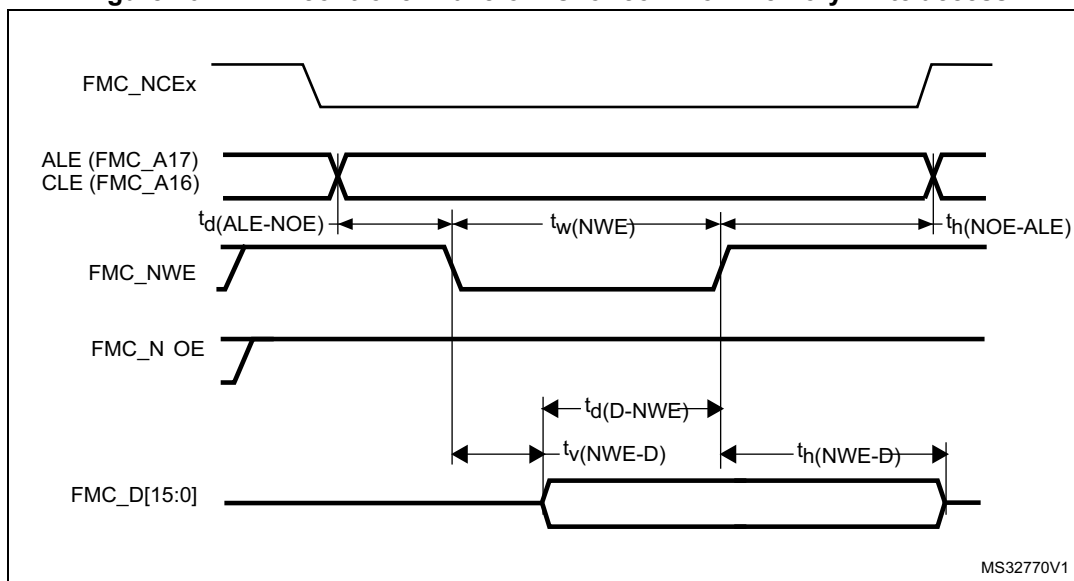 FMC_NCEx
ALE (FMC_A17)
CLE (FMC_A16)
td(ALE-NOE)
tw(NWE)
th(NOE-ALE)
FMC_NWE
FMC_N OE
td(D-NWE)
tv(NWE-D)
th(NWE-D)
FMC_D[15:0]
MS32770V1